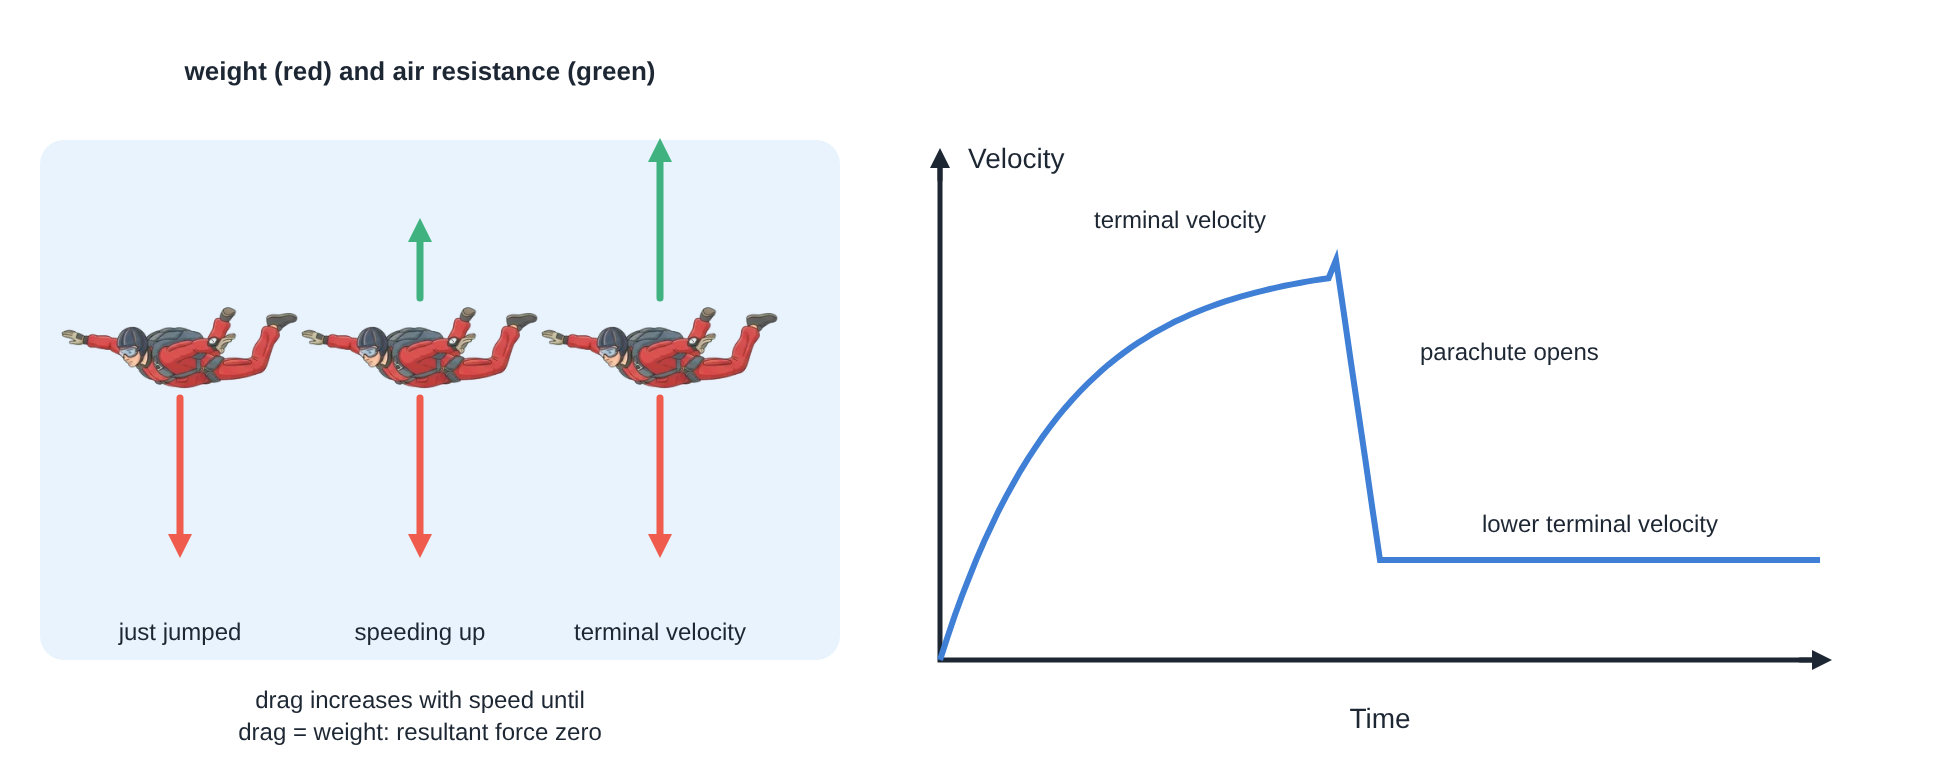 weight (red) and air resistance (green)
just jumped
speeding up
terminal velocity
drag increases with speed until
drag = weight: resultant force zero
Velocity
terminal velocity
parachute opens
lower terminal velocity
Time